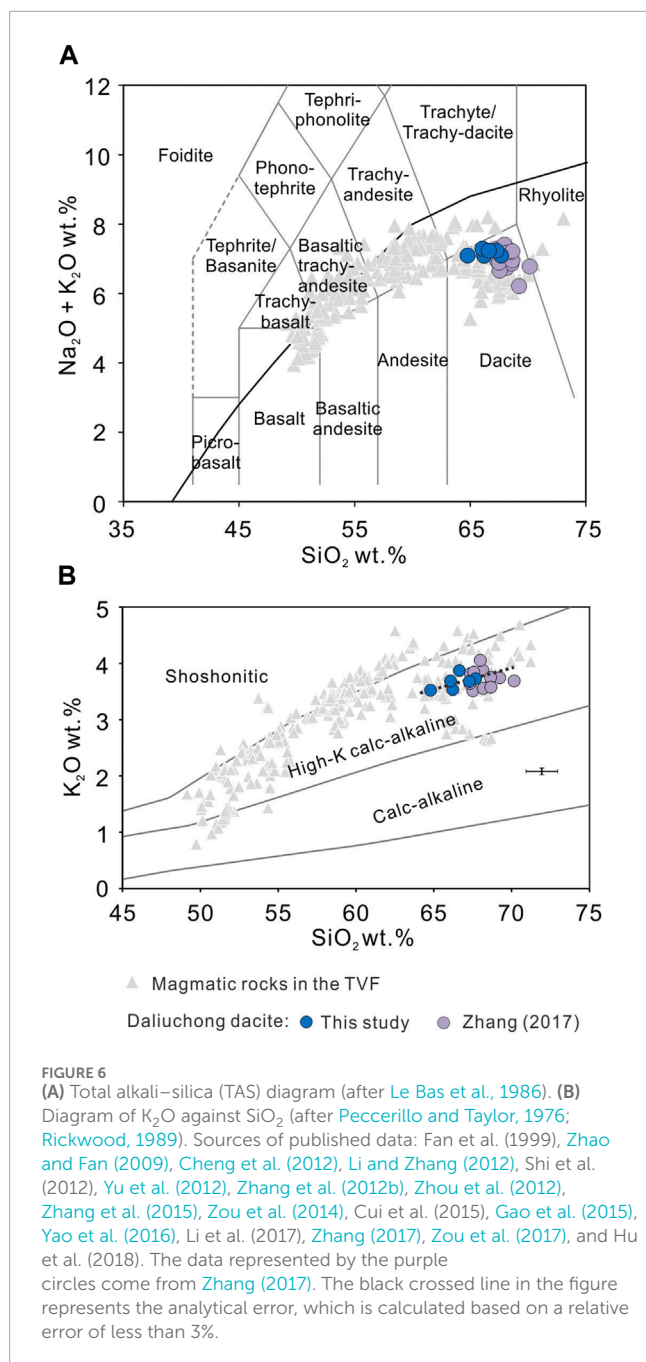 A
12
10
8
6
4
2
0
Na₂O + K₂O wt.%
35
45
55
65
75
SiO₂ wt.%
Foidite
Tephri-
phonolite
Trachyte/
Trachy-dacite
Phono-
tephrite
Trachy-
andesite
Rhyolite
Tephrite/
Basanite
Basaltic
trachy-
andesite
Trachy-
basalt
Andesite
Dacite
Basalt
Basaltic
andesite
Picro-
basalt
B
5
4
3
2
1
0
K₂O wt.%
45
50
55
60
65
70
75
SiO₂wt.%
Shoshonitic
High-K calc-alkaline
Calc-alkaline
Magmatic rocks in the TVF
Daliuchong dacite: This study Zhang (2017)
FIGURE 6
(A) Total alkali–silica (TAS) diagram (after Le Bas et al., 1986). (B)
Diagram of K₂O against SiO₂ (after Peccerillo and Taylor, 1976;
Rickwood, 1989). Sources of published data: Fan et al. (1999), Zhao
and Fan (2009), Cheng et al. (2012), Li and Zhang (2012), Shi et al.
(2012), Yu et al. (2012), Zhang et al. (2012b), Zhou et al. (2012),
Zhang et al. (2015), Zou et al. (2014), Cui et al. (2015), Gao et al. (2015),
Yao et al. (2016), Li et al. (2017), Zhang (2017), Zou et al. (2017), and Hu
et al. (2018). The data represented by the purple
circles come from Zhang (2017). The black crossed line in the figure
represents the analytical error, which is calculated based on a relative
error of less than 3%.